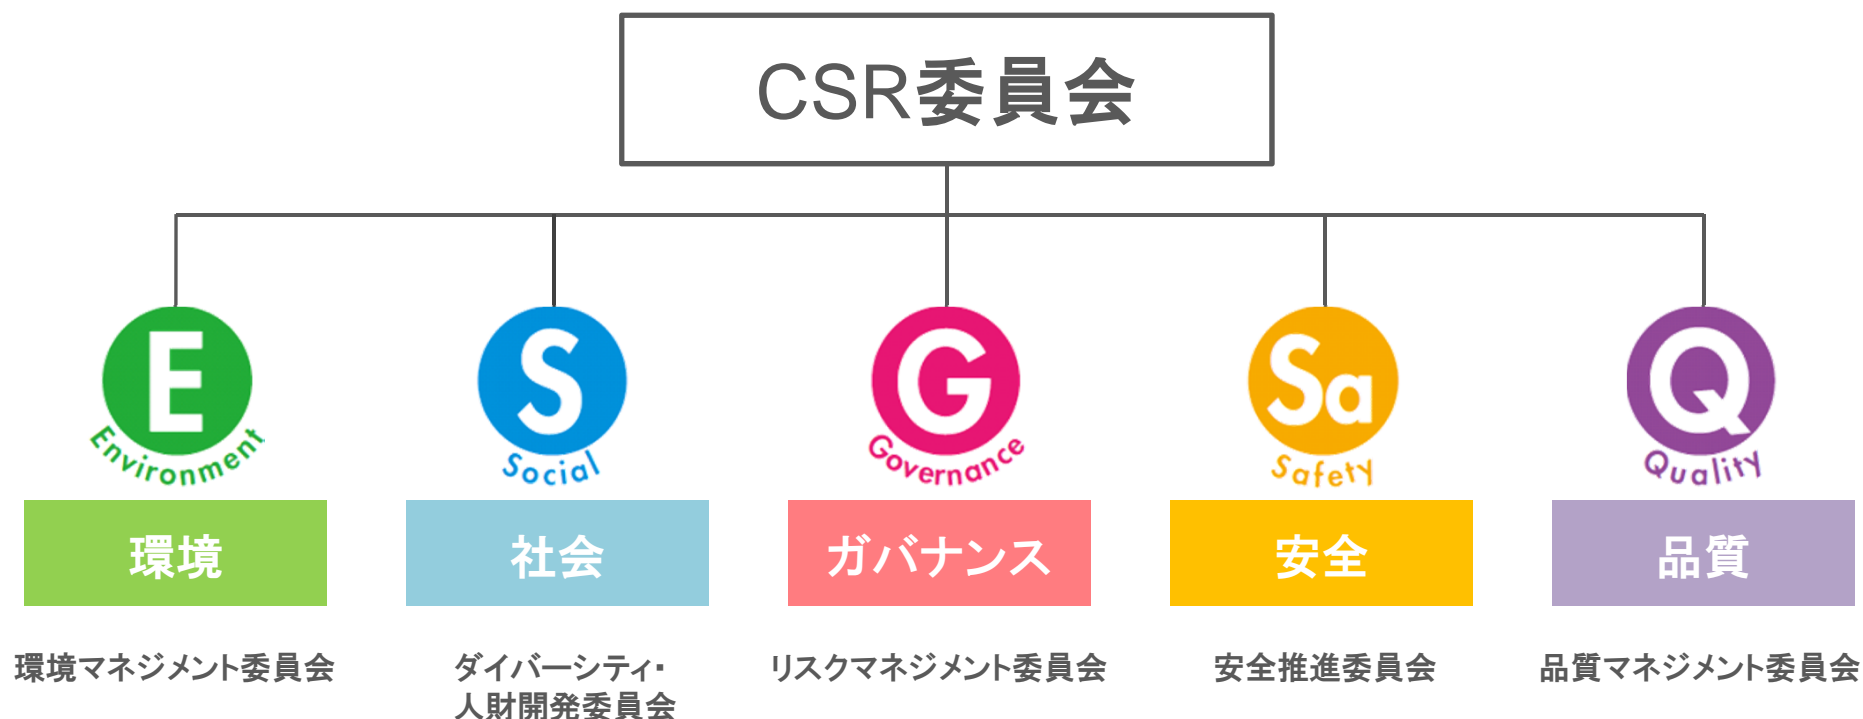 CSR委員会
E
Environment
S
Social
G
Governance
Sa
Safety
Q
Quality
環境
社会
ガバナンス
安全
品質
環境マネジメント委員会
ダイバーシティ・
人財開発委員会
リスクマネジメント委員会
安全推進委員会
品質マネジメント委員会